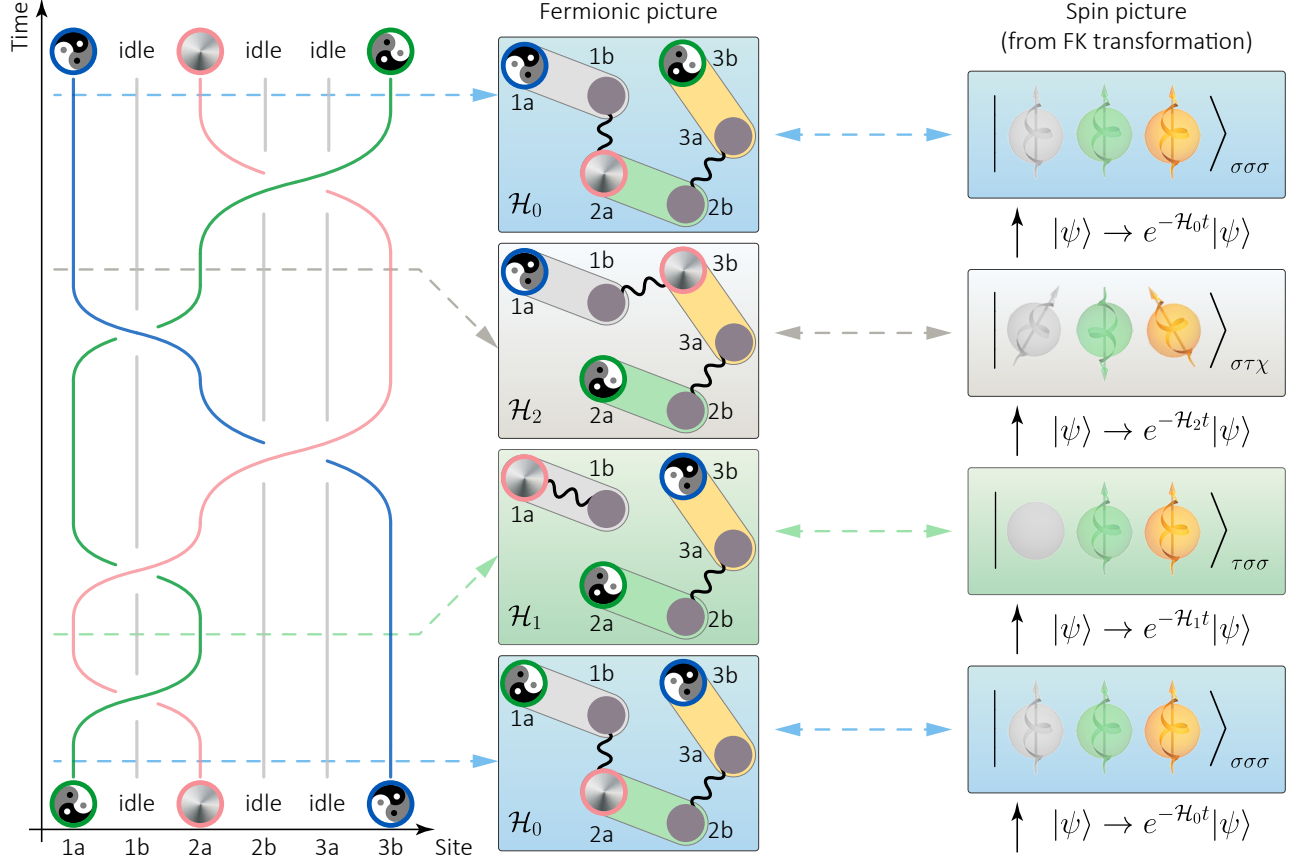 Time
idle
idle
idle
1a
1b
2a
2b
3a
3b
Site
idle
idle
idle
Fermionic picture
1b
3b
1a
3a
2a
2b
ℋ₀
1b
3b
1a
3a
2a
2b
ℋ₂
1b
3b
1a
3a
2a
2b
ℋ₁
1b
3b
1a
3a
2a
2b
ℋ₀
Spin picture
(from FK transformation)
| ⟩σσσ
|ψ⟩ → e^{-ℋ₀t}|ψ⟩
| ⟩στχ
|ψ⟩ → e^{-ℋ₂t}|ψ⟩
| ⟩τσσ
|ψ⟩ → e^{-ℋ₁t}|ψ⟩
| ⟩σσσ
|ψ⟩ → e^{-ℋ₀t}|ψ⟩